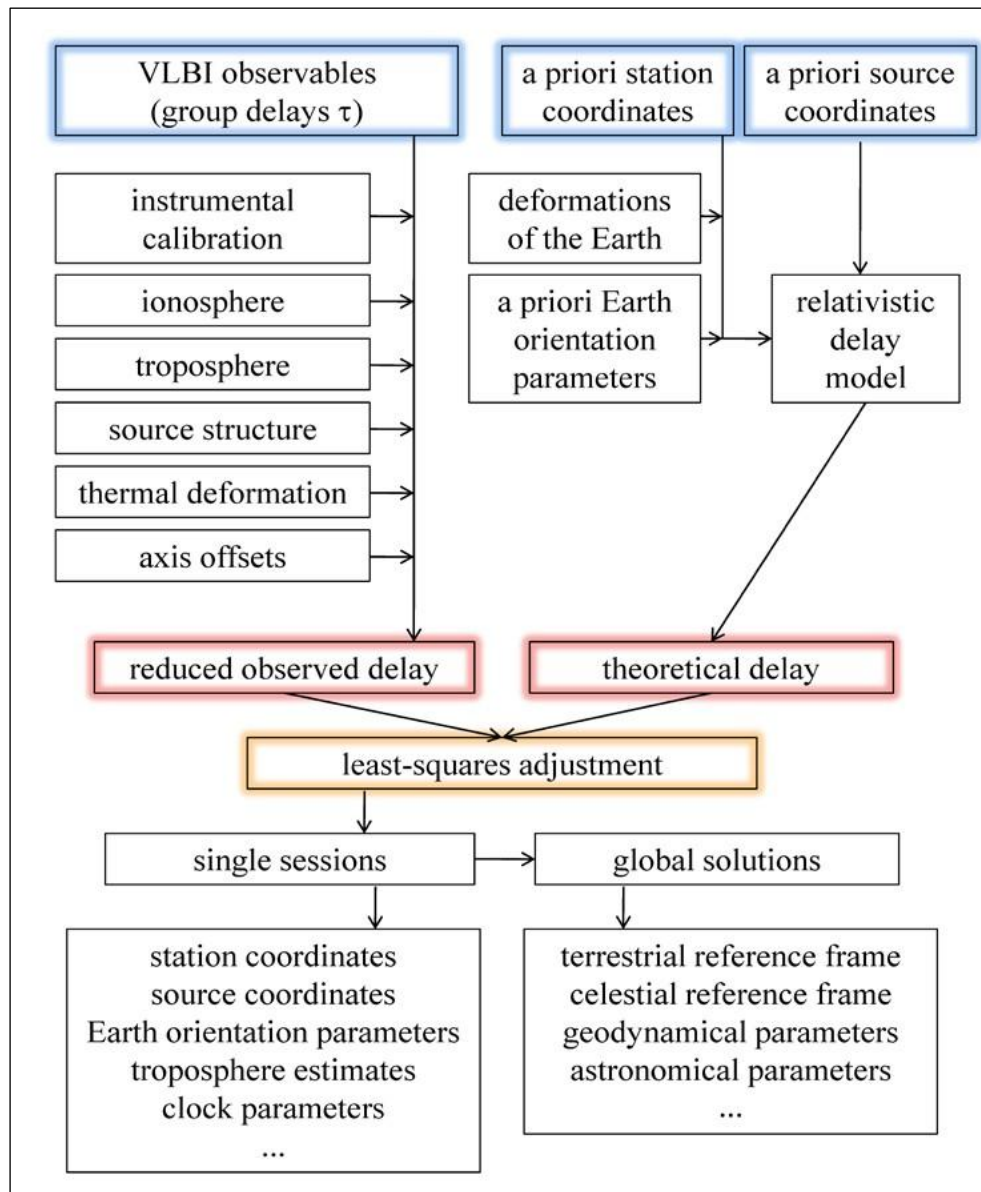 VLBI observables
(group delays τ)
a priori station
coordinates
a priori source
coordinates
instrumental
calibration
ionosphere
troposphere
source structure
thermal deformation
axis offsets
deformations
of the Earth
a priori Earth
orientation
parameters
relativistic
delay
model
reduced observed delay
theoretical delay
least-squares adjustment
single sessions
global solutions
station coordinates
source coordinates
Earth orientation parameters
troposphere estimates
clock parameters
...
terrestrial reference frame
celestial reference frame
geodynamical parameters
astronomical parameters
...